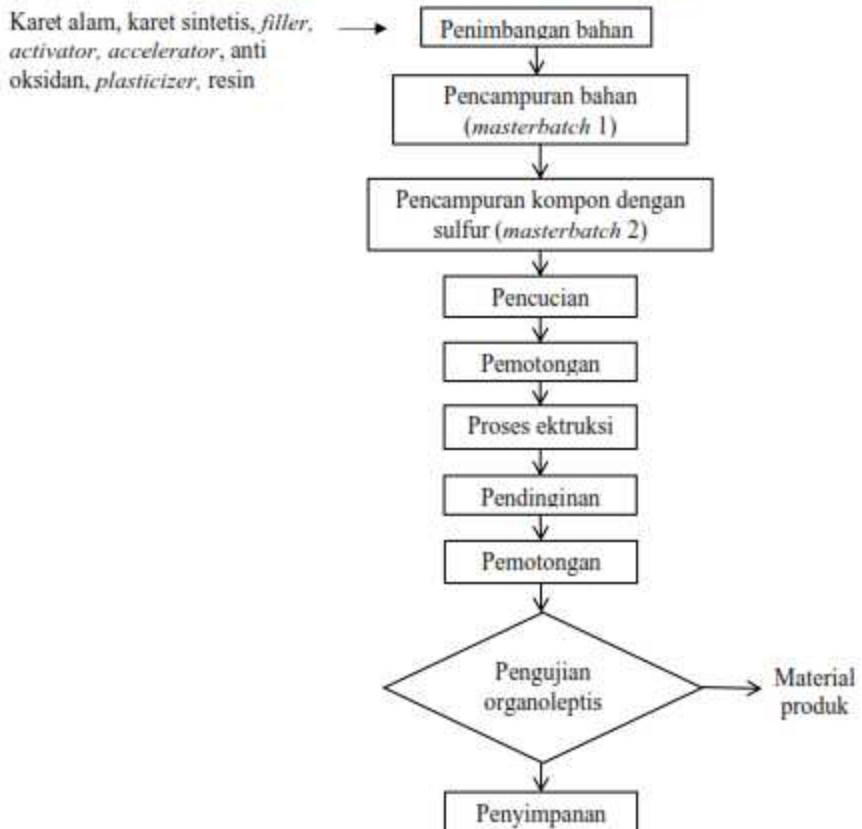 Karet alam, karet sintetis, filler,
activator, accelerator, anti
oksidan, plasticizer, resin
Penimbangan bahan
Pencampuran bahan
(masterbatch 1)
Pencampuran kompon dengan
sulfur (masterbatch 2)
Pencucian
Pemotongan
Proses ektruksi
Pendinginan
Pemotongan
Pengujian
organoleptis
Material
produk
Penyimpanan